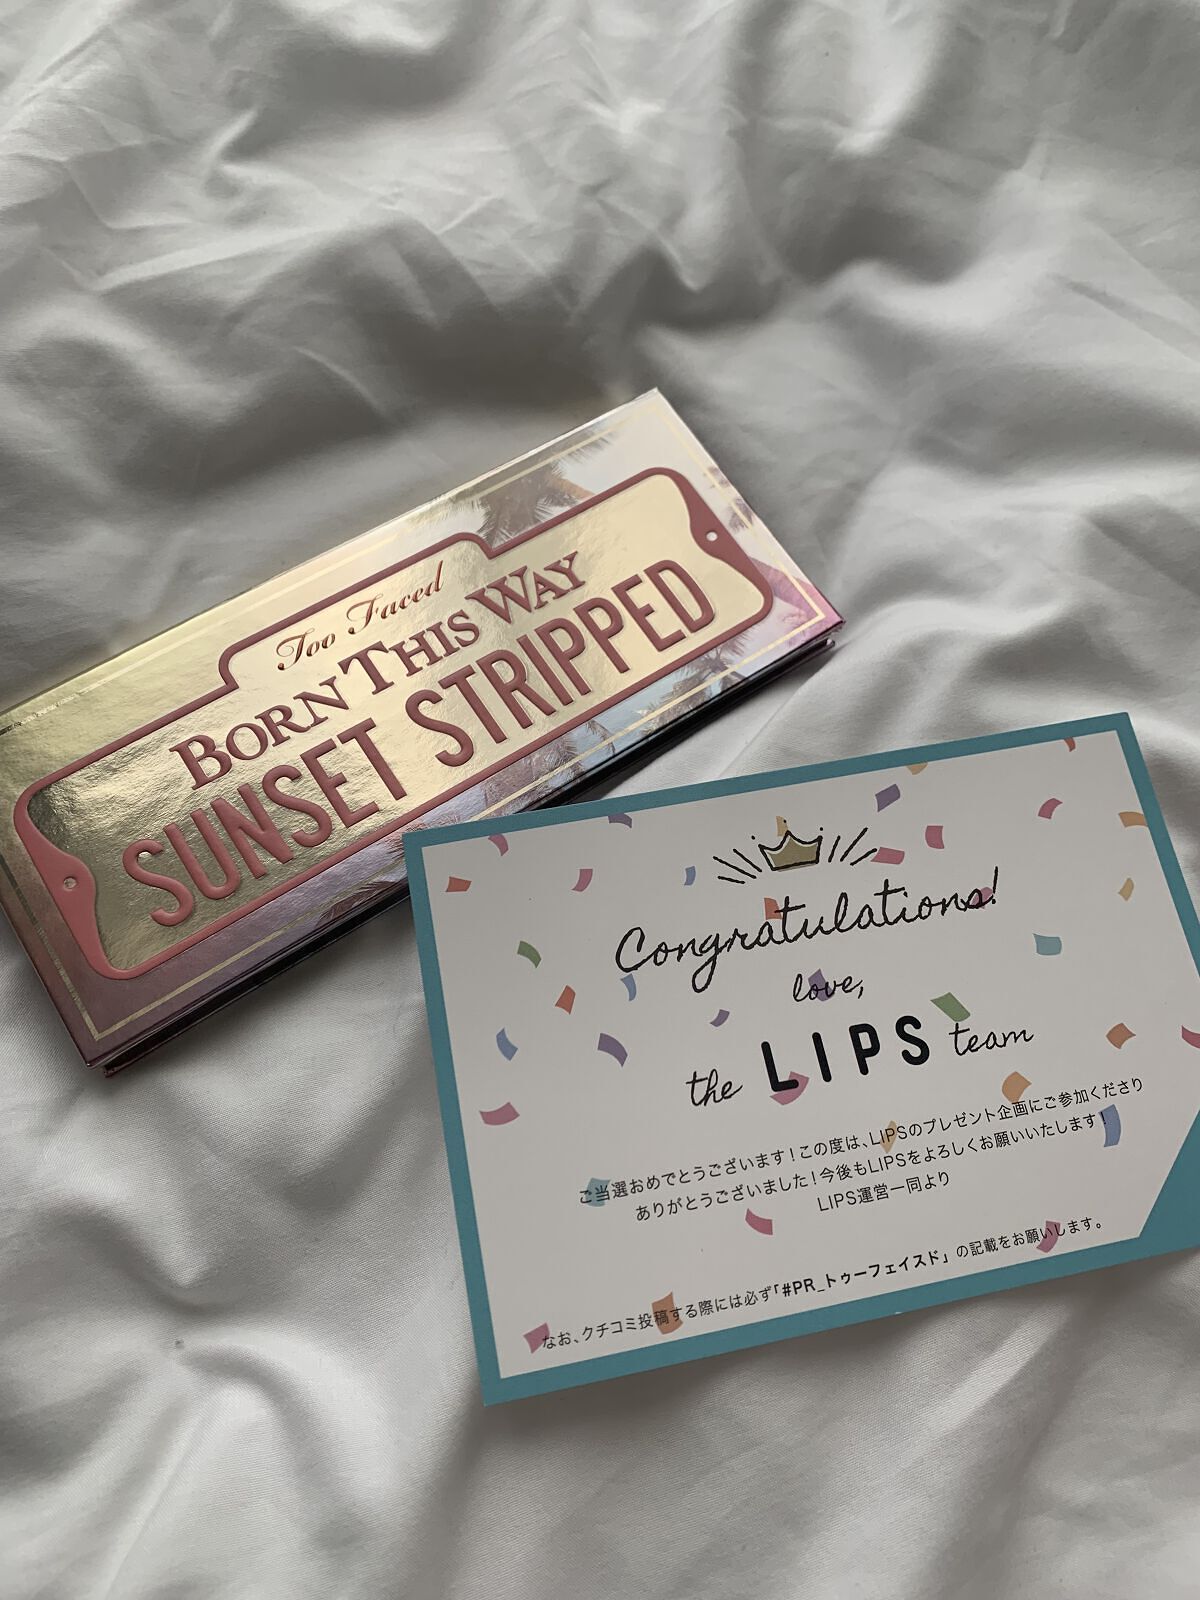 Too Faced
BORN THIS WAY
SUNSET STRIPPED
Congratulations!
love,
the LIPS team
ご当選おめでとうございます!この度は、LIPSのプレゼント企画にご参加くださり
ありがとうございました!今後もLIPSをよろしくお願いいたします!
LIPS運営一同より
なお、クチコミ投稿する際には必ず「#PR_トゥーフェイスド」の記載をお願いします。